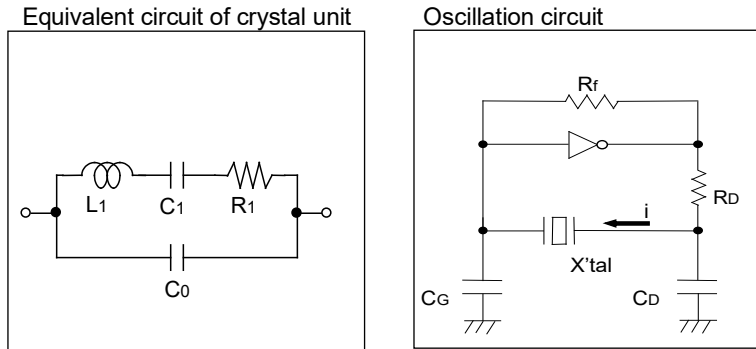 Equivalent circuit of crystal unit
L1
C1
R1
C0
Oscillation circuit
Rf
RD
i
X'tal
CG
CD